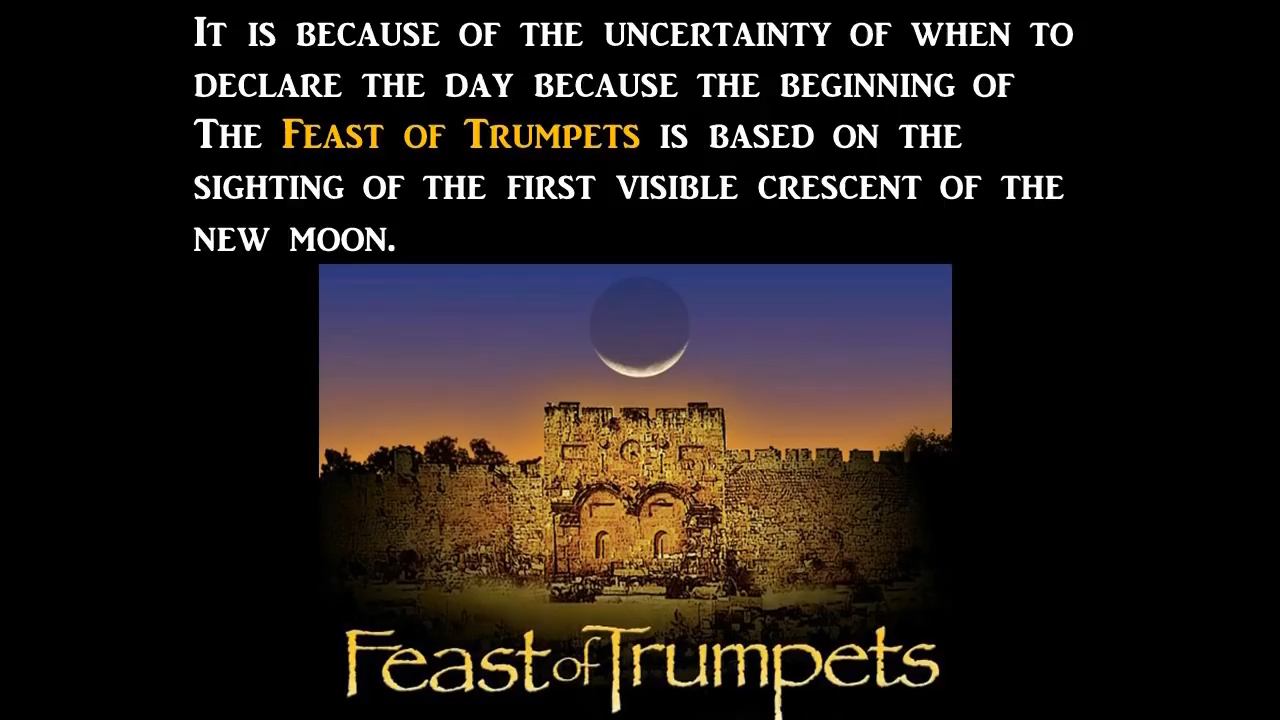 It is because of the uncertainty of when to
declare the day because the beginning of
The Feast of Trumpets is based on the
sighting of the first visible crescent of the
new moon.
Feast of Trumpets